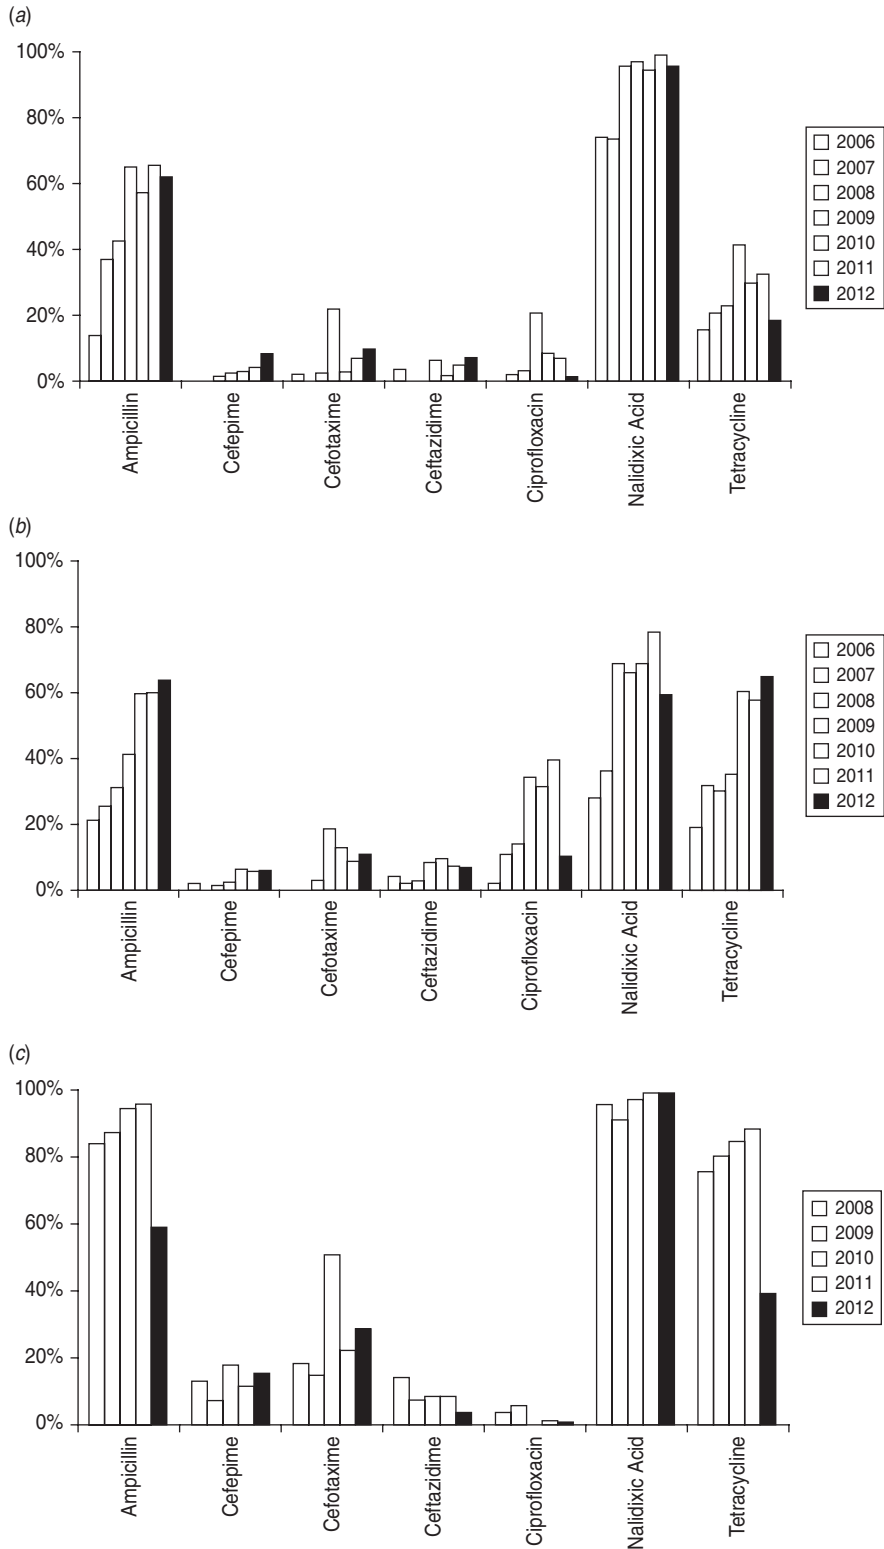 (a)
100%
80%
60%
40%
20%
0%
Ampicillin
Cefepime
Cefotaxime
Ceftazidime
Ciprofloxacin
Nalidixic Acid
Tetracycline
2006
2007
2008
2009
2010
2011
2012
(b)
100%
80%
60%
40%
20%
0%
Ampicillin
Cefepime
Cefotaxime
Ceftazidime
Ciprofloxacin
Nalidixic Acid
Tetracycline
2006
2007
2008
2009
2010
2011
2012
(c)
100%
80%
60%
40%
20%
0%
Ampicillin
Cefepime
Cefotaxime
Ceftazidime
Ciprofloxacin
Nalidixic Acid
Tetracycline
2008
2009
2010
2011
2012